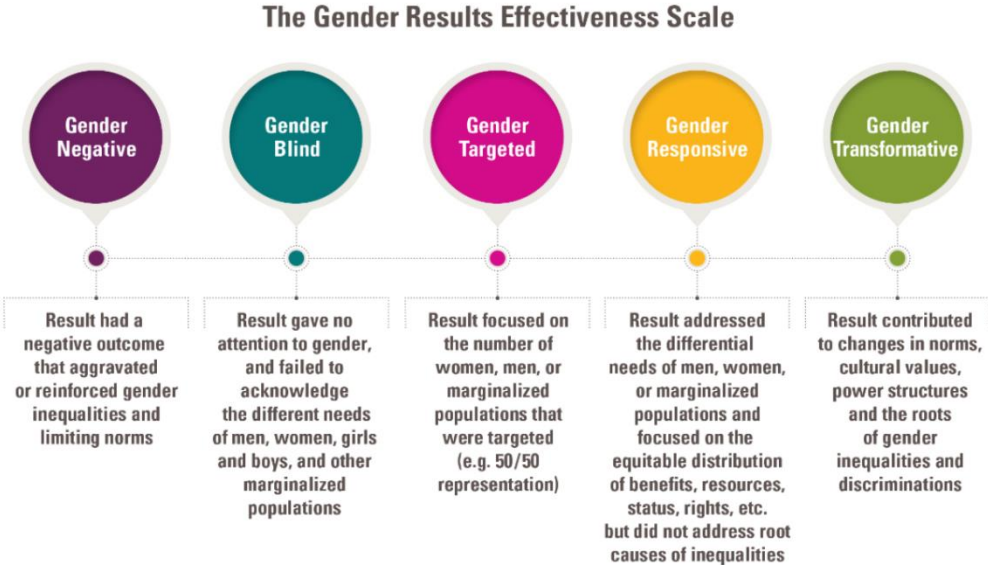 The Gender Results Effectiveness Scale
Gender
Negative
Gender
Blind
Gender
Targeted
Gender
Responsive
Gender
Transformative
Result had a
negative outcome
that aggravated
or reinforced gender
inequalities and
limiting norms
Result gave no
attention to gender,
and failed to
acknowledge
the different needs
of men, women, girls
and boys, and other
marginalized
populations
Result focused on
the number of
women, men, or
marginalized
populations that
were targeted
(e.g. 50/50
representation)
Result addressed
the differential
needs of men, women,
or marginalized
populations and
focused on the
equitable distribution
of benefits, resources,
status, rights, etc.
but did not address root
causes of inequalities
Result contributed
to changes in norms,
cultural values,
power structures
and the roots
of gender
inequalities and
discriminations